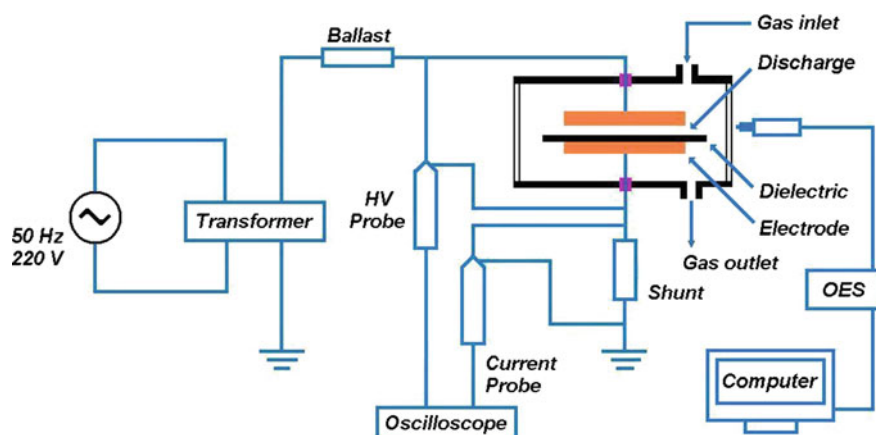 Ballast
Gas inlet
Discharge
50 Hz
220 V
Transformer
HV
Probe
Dielectric
Electrode
Gas outlet
Shunt
OES
Current
Probe
Computer
Oscilloscope